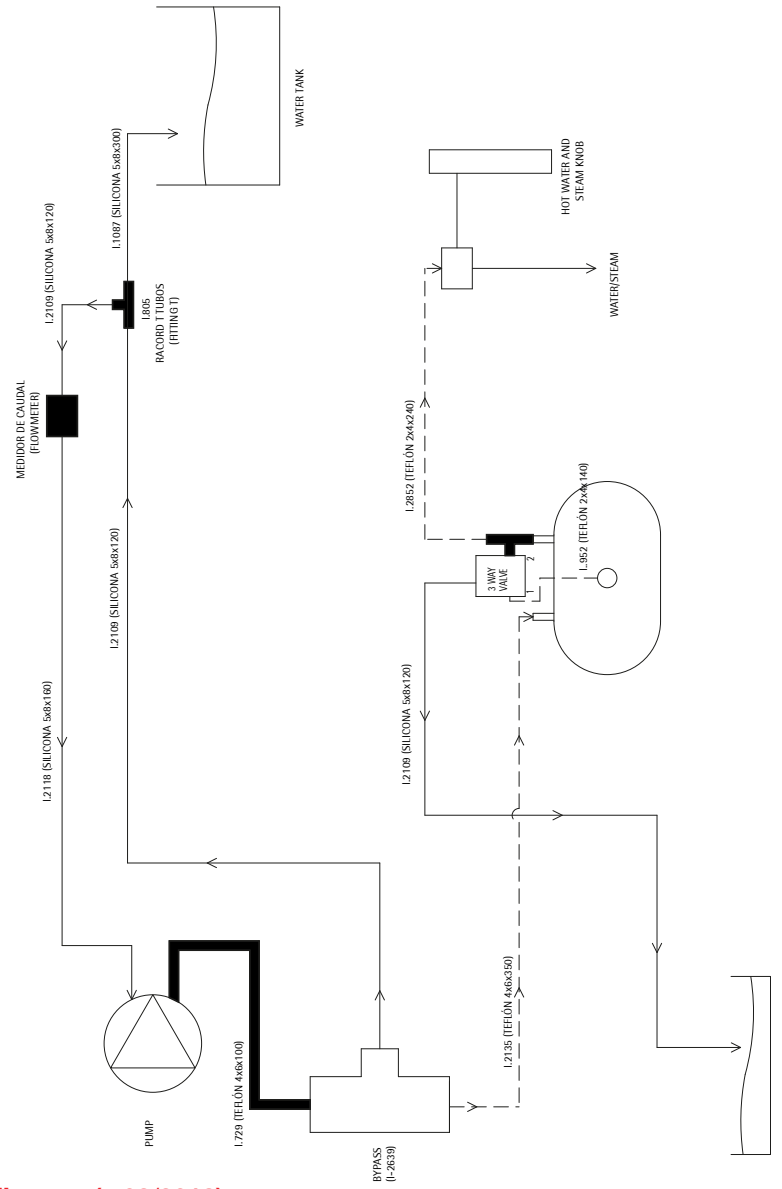 WATER TANK
I.1087 (SILICONA 5x8x300)
I.2109 (SILICONA 5x8x120)
I.805
RACORD T TUBOS
(FITTING T)
MEDIDOR DE CAUDAL
(FLOWMETER)
I.2118 (SILICONA 5x8x160)
I.2109 (SILICONA 5x8x120)
PUMP
I.729 (TEFLÓN 4x6x100)
BYPASS
(I-2639)
HOT WATER AND
STEAM KNOB
WATER/STEAM
I.2852 (TEFLÓN 2x4x240)
3 WAY
VALVE
1
2
I..952 (TEFLÓN 2x4x140)
I.2109 (SILICONA 5x8x120)
I.2135 (TEFLÓN 4x6x350)